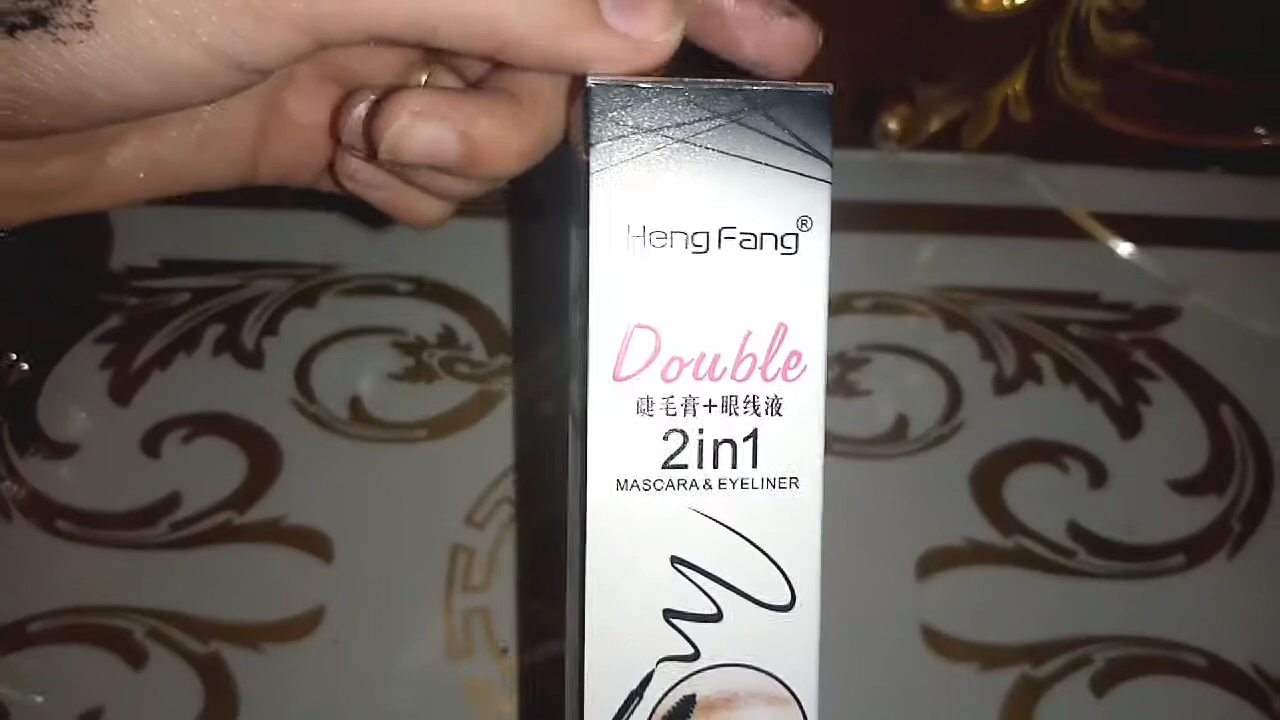 Heng Fang®
Double
睫毛膏+眼线液
2in1
MASCARA & EYELINER